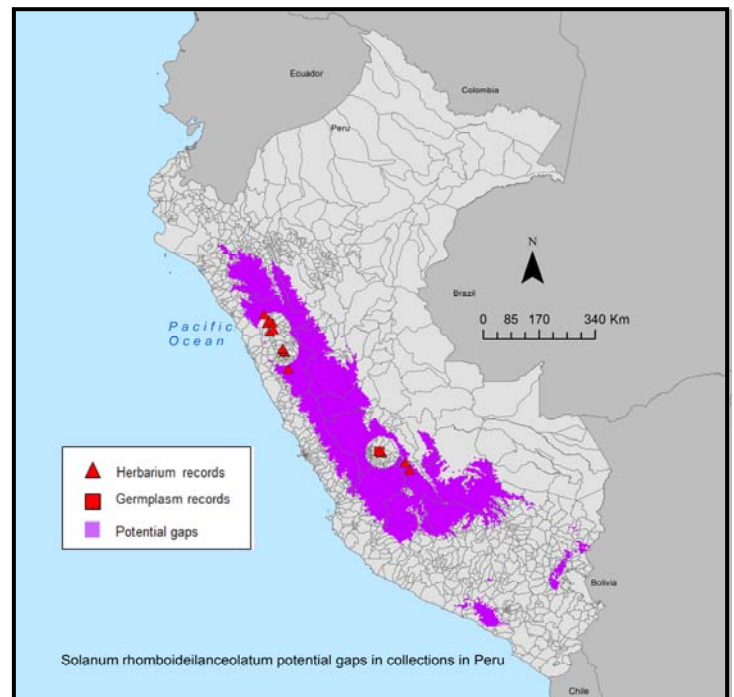 Ecuador
Colombia
Peru
N
Brazil
0 85 170 340 Km
Pacific
Ocean
Herbarium records
Germplasm records
Potential gaps
Bolivia
Solanum rhomboideilanceolatum potential gaps in collections in Peru
Chile